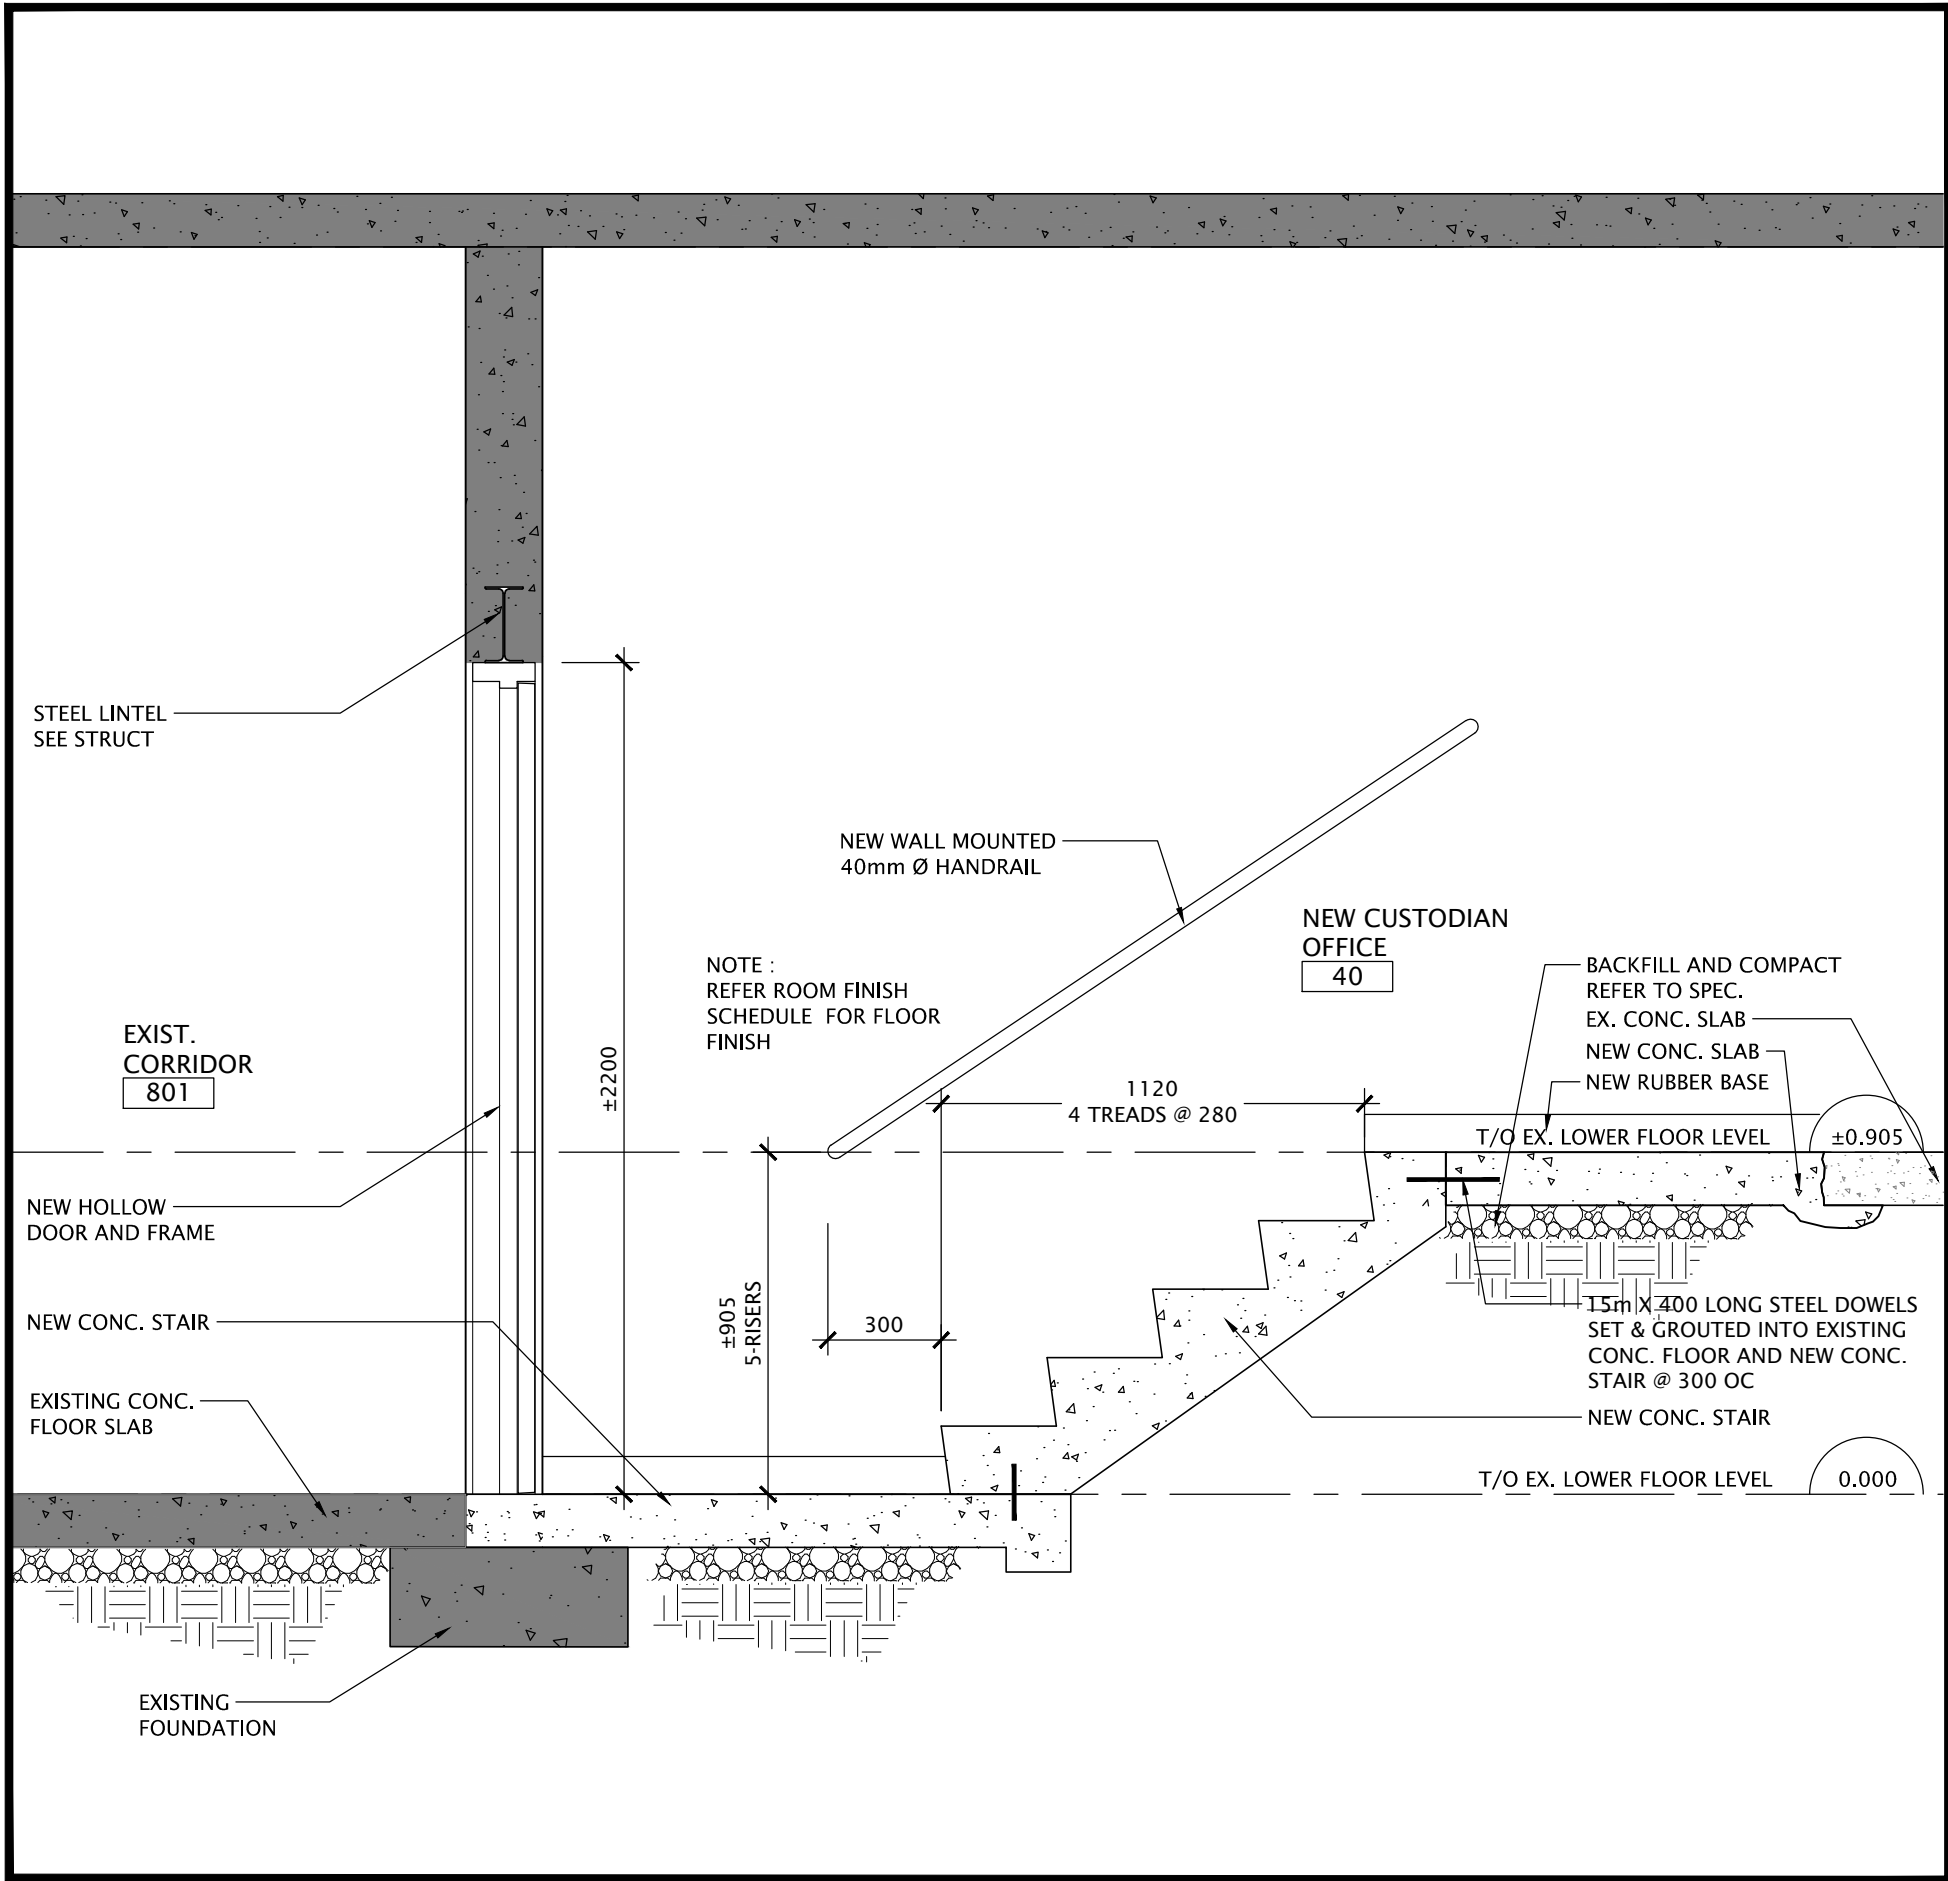 STEEL LINTEL
SEE STRUCT
NEW WALL MOUNTED
40mm Ø HANDRAIL
NEW CUSTODIAN
OFFICE
40
NOTE :
REFER ROOM FINISH
SCHEDULE FOR FLOOR
FINISH
BACKFILL AND COMPACT
REFER TO SPEC.
EX. CONC. SLAB
NEW CONC. SLAB
NEW RUBBER BASE
EXIST.
CORRIDOR
801
±2200
1120
4 TREADS @ 280
T/O EX. LOWER FLOOR LEVEL
±0.905
NEW HOLLOW
DOOR AND FRAME
±905
5-RISERS
300
NEW CONC. STAIR
15m X 400 LONG STEEL DOWELS
SET & GROUTED INTO EXISTING
CONC. FLOOR AND NEW CONC.
STAIR @ 300 OC
NEW CONC. STAIR
EXISTING CONC.
FLOOR SLAB
T/O EX. LOWER FLOOR LEVEL
0.000
EXISTING
FOUNDATION